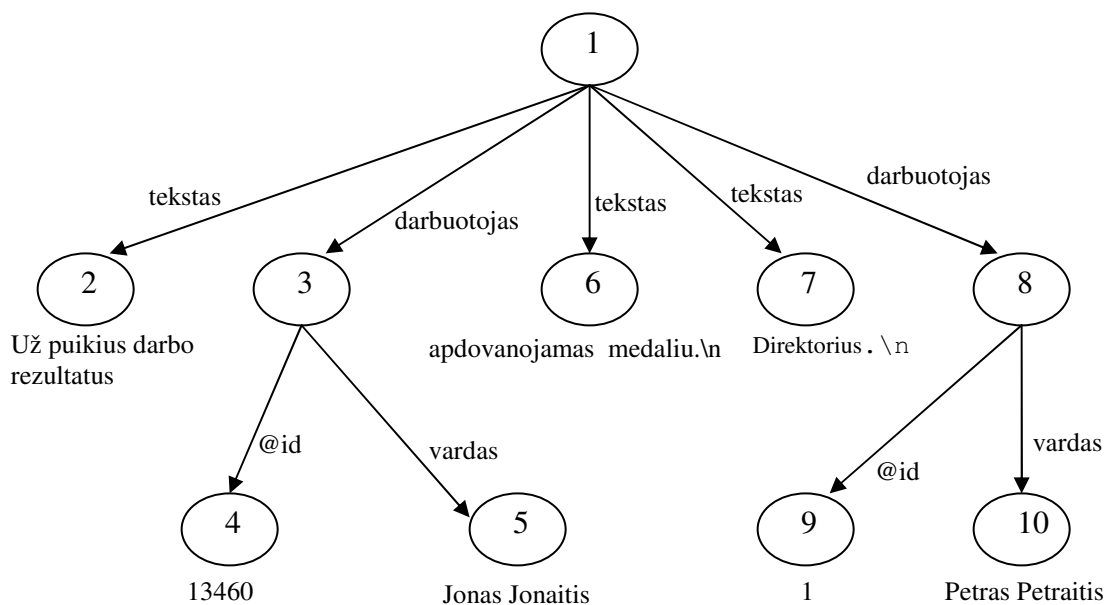 1
tekstas
darbuotojas
tekstas
tekstas
darbuotojas
2
3
6
7
8
Už puikius darbo
rezultatus
apdovanojamas medaliu.\n
Direktorius.\n
@id
vardas
@id
vardas
4
5
9
10
13460
Jonas Jonaitis
1
Petras Petraitis